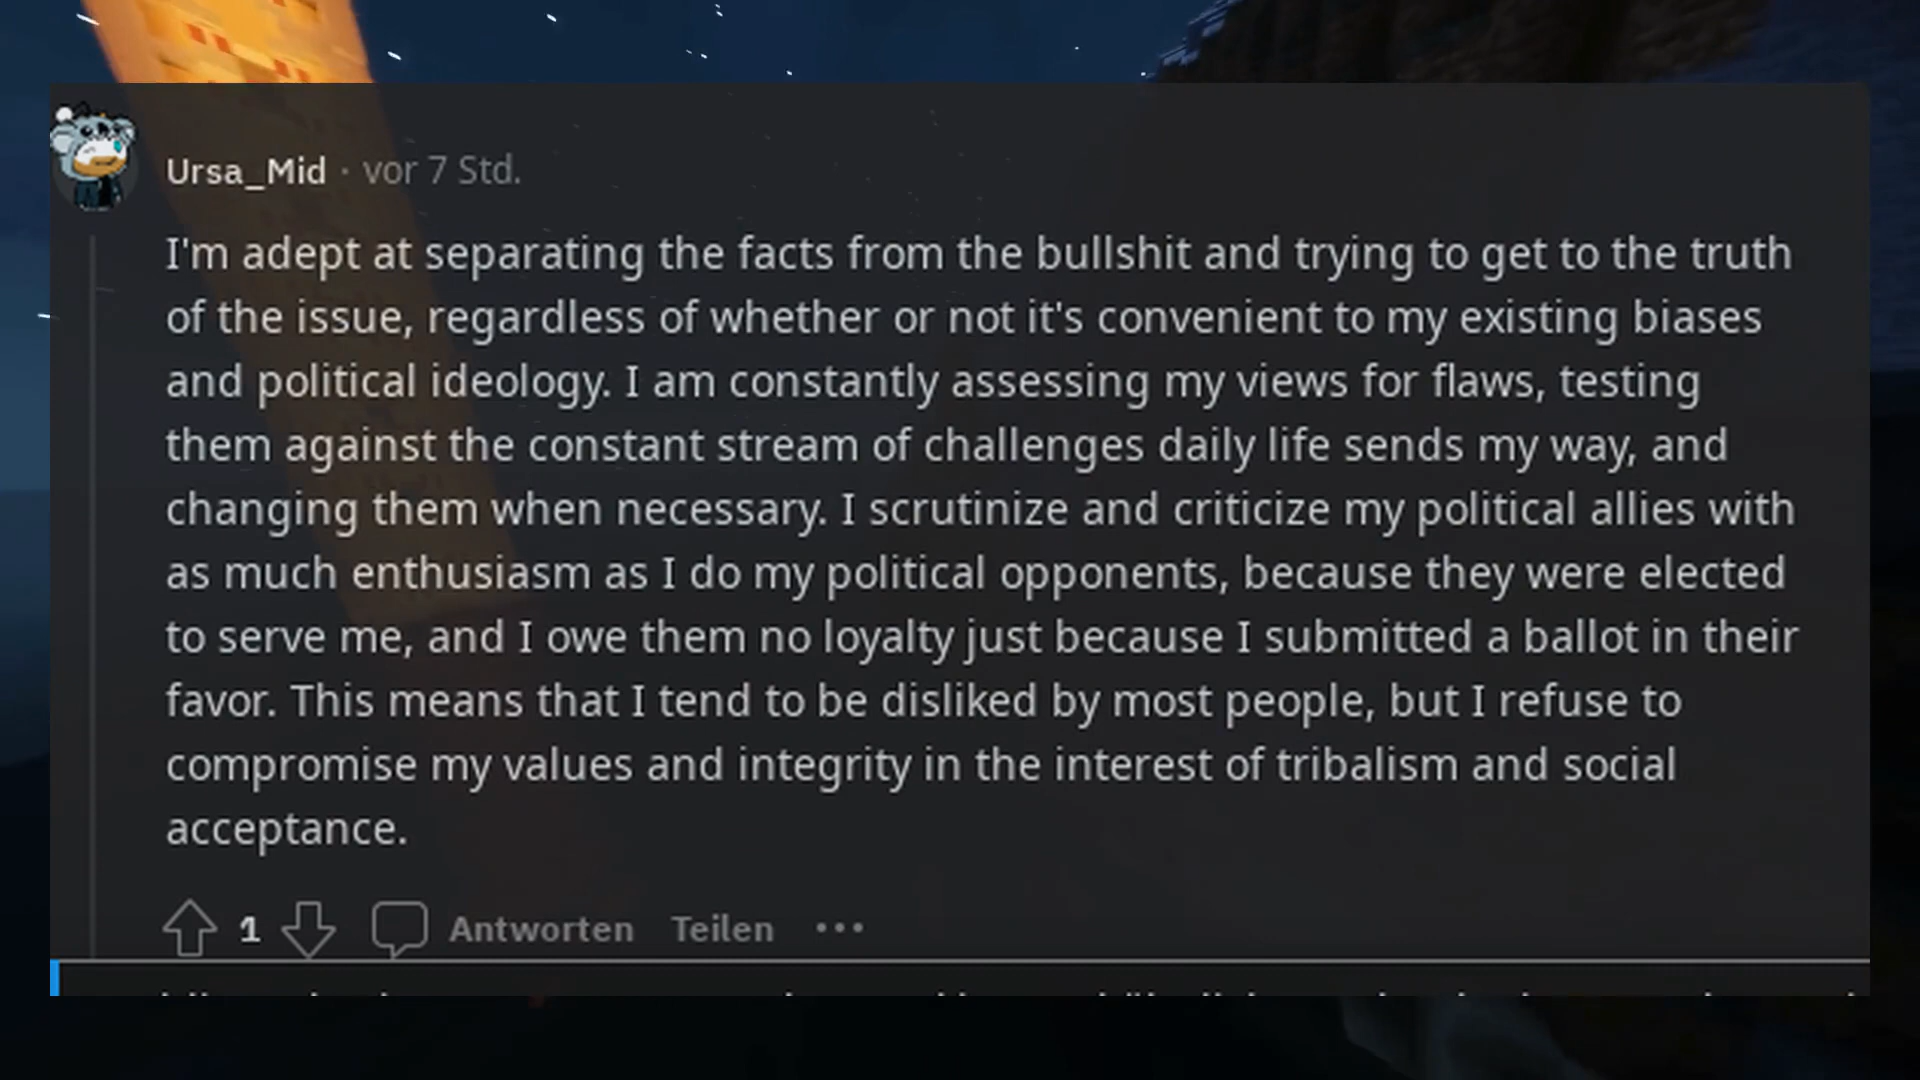 Ursa_Mid · vor 7 Std.
I'm adept at separating the facts from the bullshit and trying to get to the truth
of the issue, regardless of whether or not it's convenient to my existing biases
and political ideology. I am constantly assessing my views for flaws, testing
them against the constant stream of challenges daily life sends my way, and
changing them when necessary. I scrutinize and criticize my political allies with
as much enthusiasm as I do my political opponents, because they were elected
to serve me, and I owe them no loyalty just because I submitted a ballot in their
favor. This means that I tend to be disliked by most people, but I refuse to
compromise my values and integrity in the interest of tribalism and social
acceptance.
1 Antworten Teilen •••